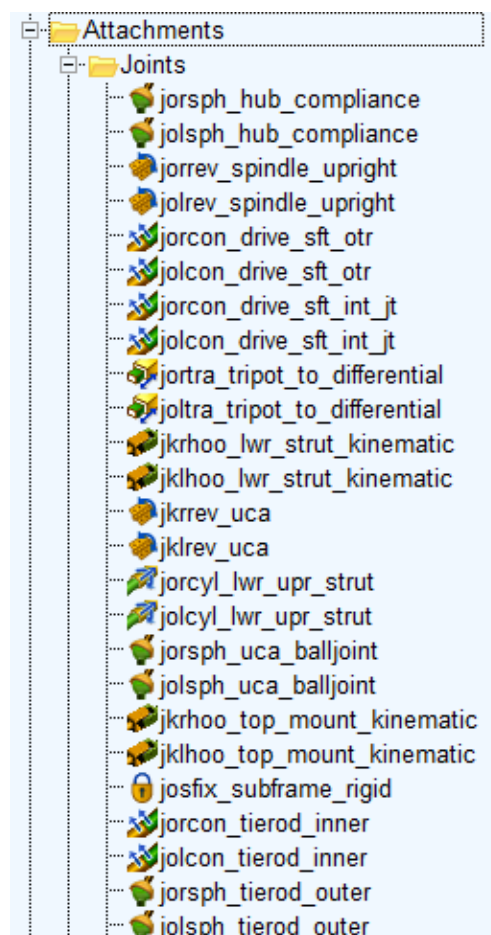 Attachments
Joints
jorsph_hub_compliance
jolsph_hub_compliance
jorrev_spindle_upright
jolrev_spindle_upright
jorcon_drive_sft_otr
jolcon_drive_sft_otr
jorcon_drive_sft_int_jt
jolcon_drive_sft_int_jt
jortra_tripot_to_differential
joltra_tripot_to_differential
jkrhoo_lwr_strut_kinematic
jklhoo_lwr_strut_kinematic
jkrrev_uca
jklrev_uca
jorcyl_lwr_upr_strut
jolcyl_lwr_upr_strut
jorsph_uca_balljoint
jolsph_uca_balljoint
jkrhoo_top_mount_kinematic
jklhoo_top_mount_kinematic
josfix_subframe_rigid
jorcon_tierod_inner
jolcon_tierod_inner
jorsph_tierod_outer
jolsph_tierod_outer